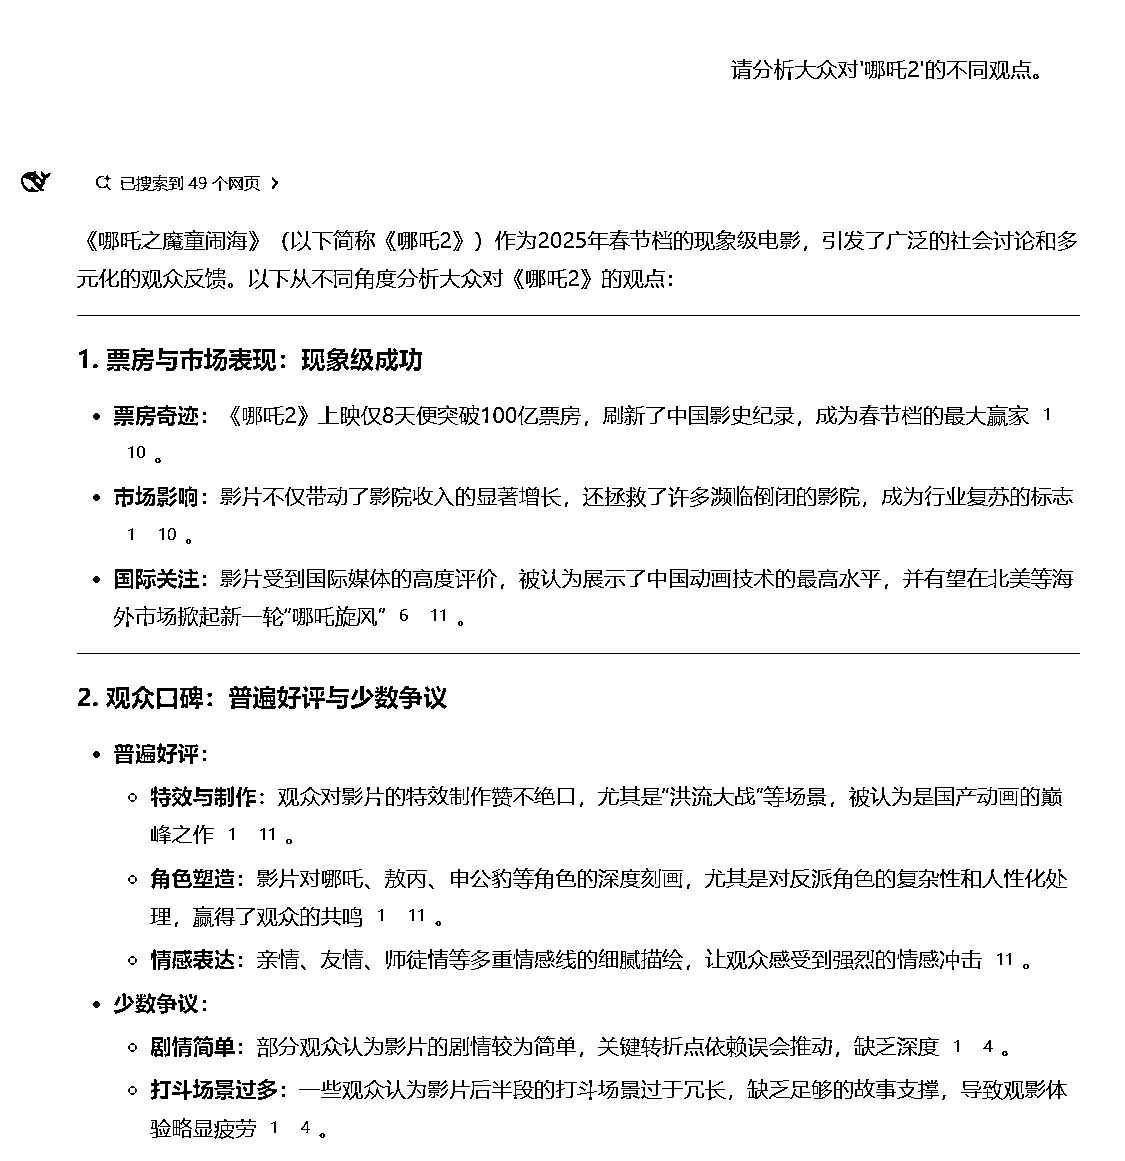 请分析大众对'哪吒2'的不同观点。
已搜索到 49 个网页 >
《哪吒之魔童闹海》（以下简称《哪吒2》）作为2025年春节档的现象级电影，引发了广泛的社会讨论和多
元化的观众反馈。以下从不同角度分析大众对《哪吒2》的观点：
1. 票房与市场表现：现象级成功
• 票房奇迹：《哪吒2》上映仅8天便突破100亿票房，刷新了中国影史纪录，成为春节档的最大赢家 1
10 。
• 市场影响：影片不仅带动了影院收入的显著增长，还拯救了许多濒临倒闭的影院，成为行业复苏的标志
1 10 。
• 国际关注：影片受到国际媒体的高度评价，被认为展示了中国动画技术的最高水平，并有望在北美等海
外市场掀起新一轮“哪吒旋风” 6 11 。
2. 观众口碑：普遍好评与少数争议
• 普遍好评：
○ 特效与制作：观众对影片的特效制作赞不绝口，尤其是“洪流大战”等场景，被认为是国产动画的巅
峰之作 1 11 。
○ 角色塑造：影片对哪吒、敖丙、申公豹等角色的深度刻画，尤其是对反派角色的复杂性和人性化处
理，赢得了观众的共鸣 1 11 。
○ 情感表达：亲情、友情、师徒情等多重情感线的细腻描绘，让观众感受到强烈的情感冲击 11 。
• 少数争议：
○ 剧情简单：部分观众认为影片的剧情较为简单，关键转折点依赖误会推动，缺乏深度 1 4 。
○ 打斗场景过多：一些观众认为影片后半段的打斗场景过于冗长，缺乏足够的故事支撑，导致观影体
验略显疲劳 1 4 。